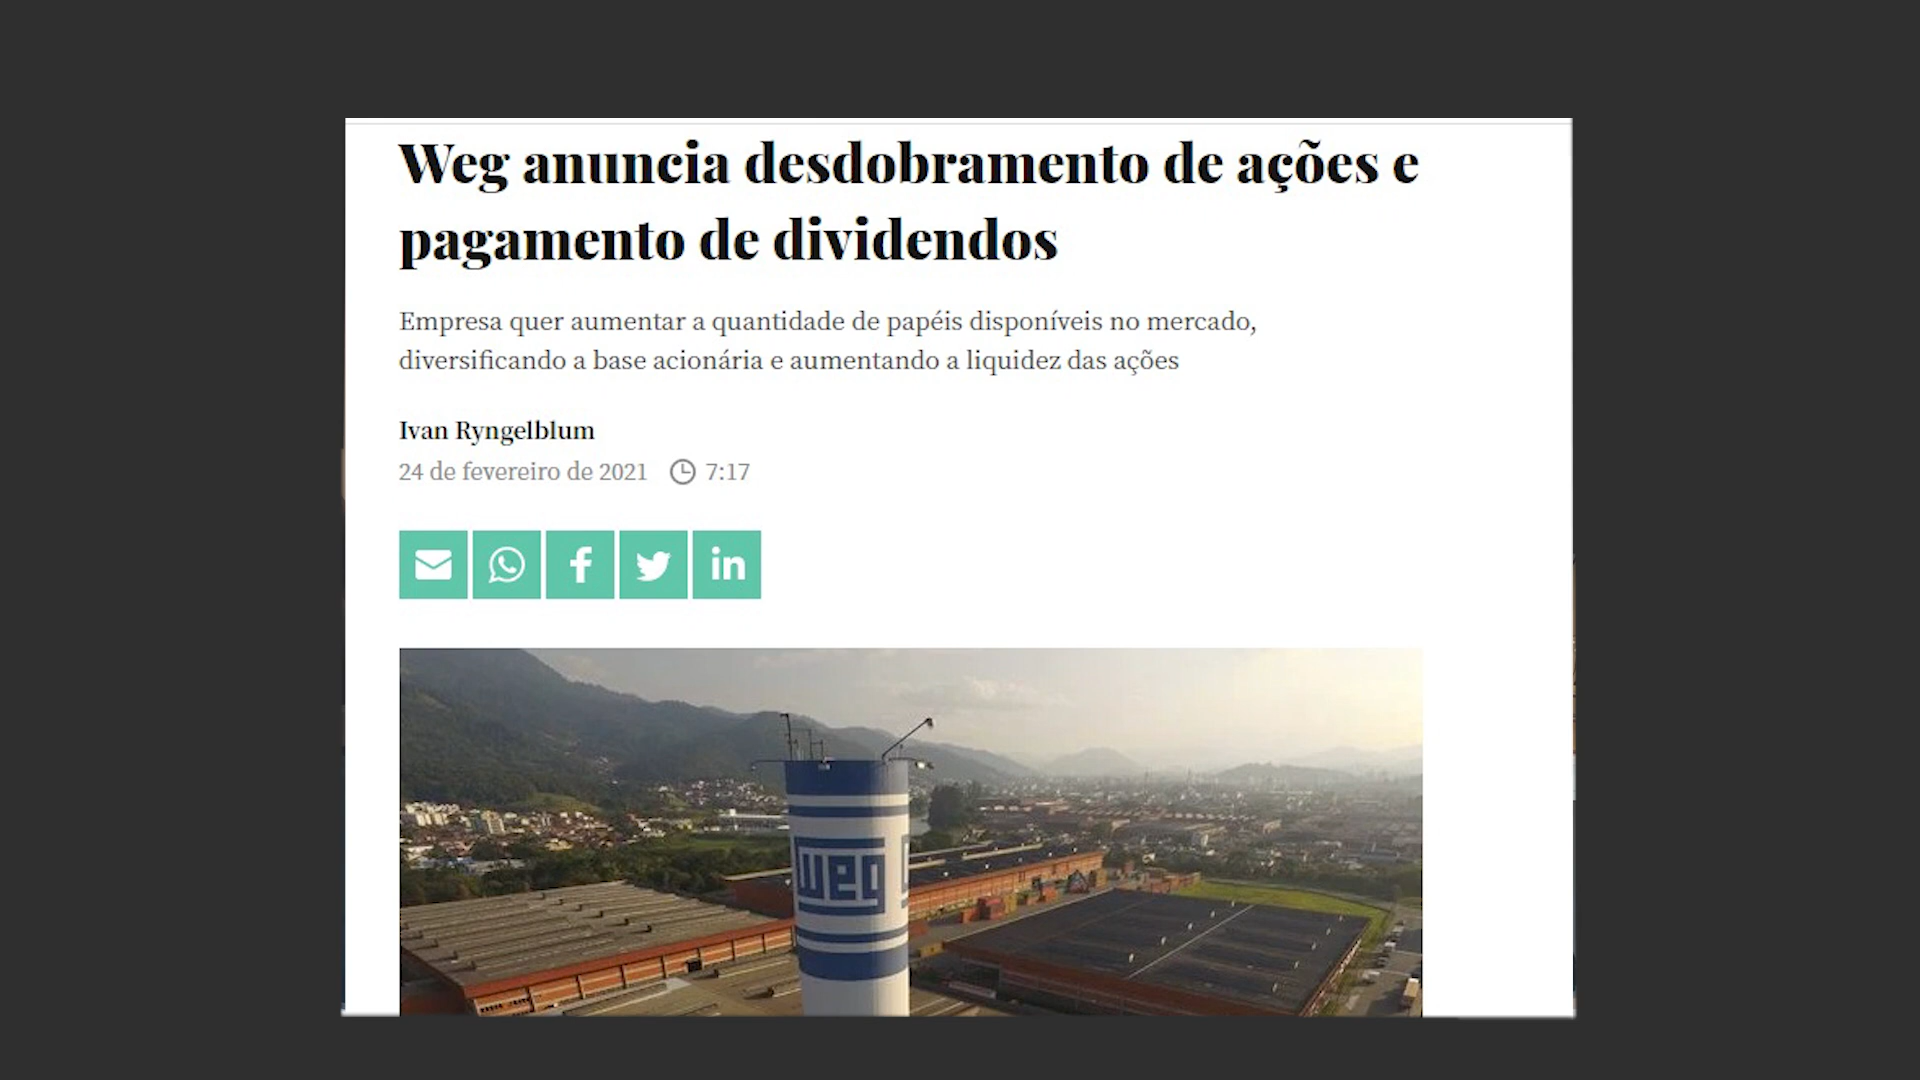 Weg anuncia desdobramento de ações e
pagamento de dividendos
Empresa quer aumentar a quantidade de papéis disponíveis no mercado,
diversificando a base acionária e aumentando a liquidez das ações
Ivan Ryngelblum
24 de fevereiro de 2021 7:17
weg